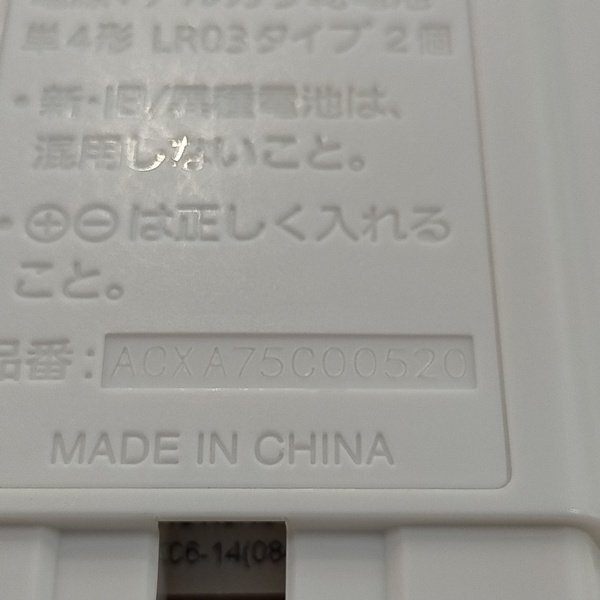 単4形 LR03タイプ 2個
・新・旧/異種電池は、
混用しないこと。
・⊕⊖は正しく入れる
こと。
品番: ACXA75C00520
MADE IN CHINA
C6-14(08